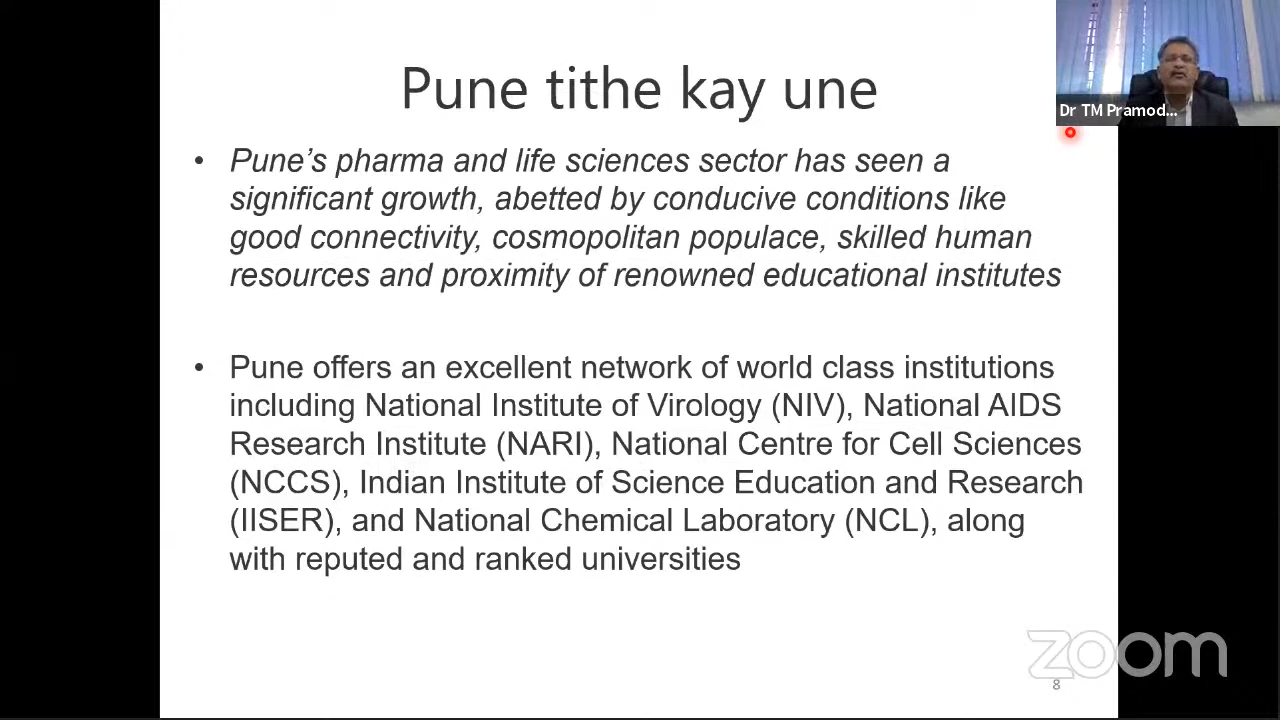 Pune tithe kay une
Dr TM Pramod...
• Pune’s pharma and life sciences sector has seen a
significant growth, abetted by conducive conditions like
good connectivity, cosmopolitan populace, skilled human
resources and proximity of renowned educational institutes
• Pune offers an excellent network of world class institutions
including National Institute of Virology (NIV), National AIDS
Research Institute (NARI), National Centre for Cell Sciences
(NCCS), Indian Institute of Science Education and Research
(IISER), and National Chemical Laboratory (NCL), along
with reputed and ranked universities
zoom
8